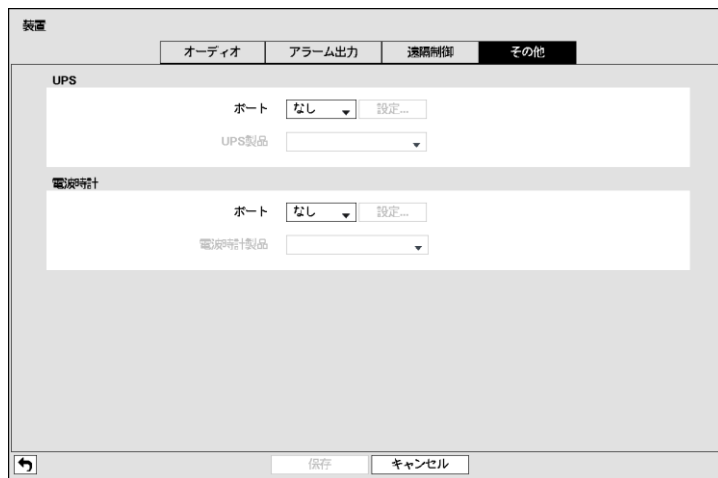 装置
オーディオ アラーム出力 遠隔制御 その他
UPS
ポート なし 設定...
UPS製品
電波時計
ポート なし 設定...
電波時計製品
保存 キャンセル